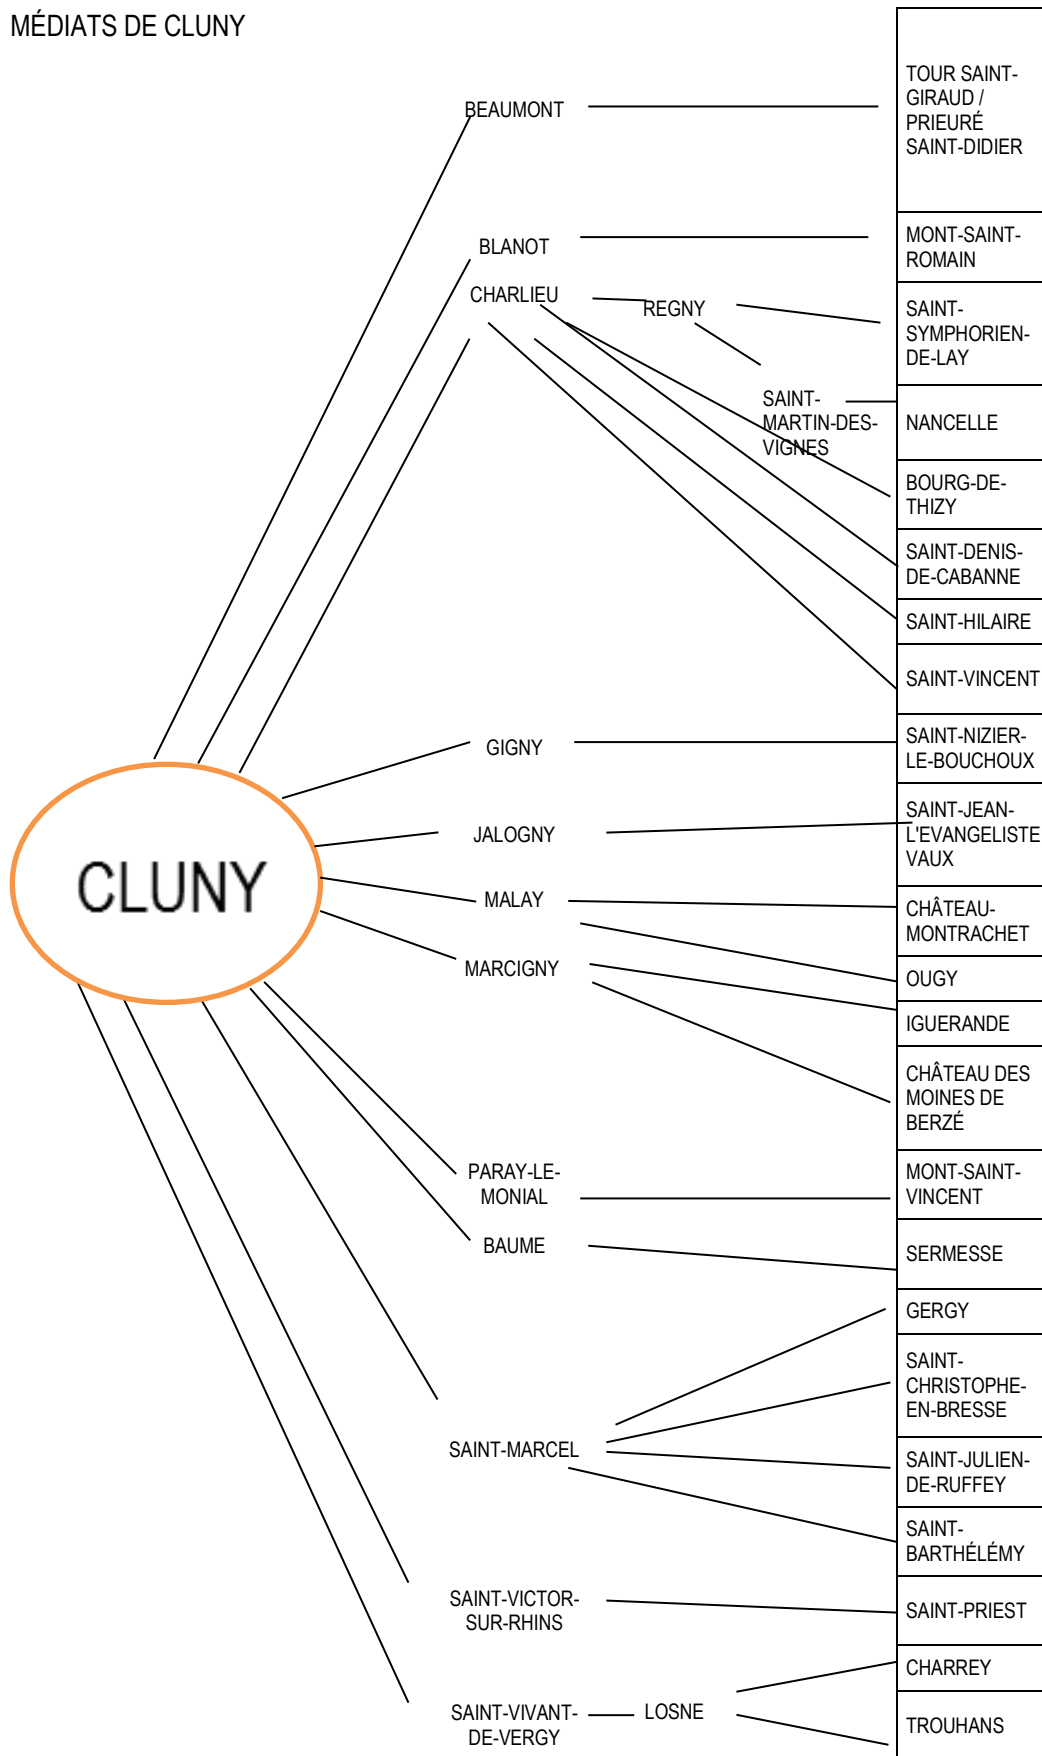 MÉDIATS DE CLUNY
BEAUMONT
TOUR SAINT-
GIRAUD /
PRIEURÉ
SAINT-DIDIER
BLANOT
MONT-SAINT-
ROMAIN
CHARLIEU
REGNY
SAINT-
SYMPHORIEN-
DE-LAY
SAINT-
MARTIN-DES-
VIGNES
NANCELLE
BOURG-DE-
THIZY
SAINT-DENIS-
DE-CABANNE
SAINT-HILAIRE
SAINT-VINCENT
GIGNY
SAINT-NIZIER-
LE-BOUCHOUX
JALOGNY
SAINT-JEAN-
L'EVANGELISTE
VAUX
CLUNY
MALAY
CHÂTEAU-
MONTRACHET
OUGY
MARCIGNY
IGUERANDE
CHÂTEAU DES
MOINES DE
BERZÉ
PARAY-LE-
MONIAL
MONT-SAINT-
VINCENT
BAUME
SERMESSE
GERGY
SAINT-
CHRISTOPHE-
EN-BRESSE
SAINT-MARCEL
SAINT-JULIEN-
DE-RUFFEY
SAINT-
BARTHÉLÉMY
SAINT-VICTOR-
SUR-RHINS
SAINT-PRIEST
SAINT-VIVANT-
DE-VERGY
LOSNE
CHARREY
TROUHANS